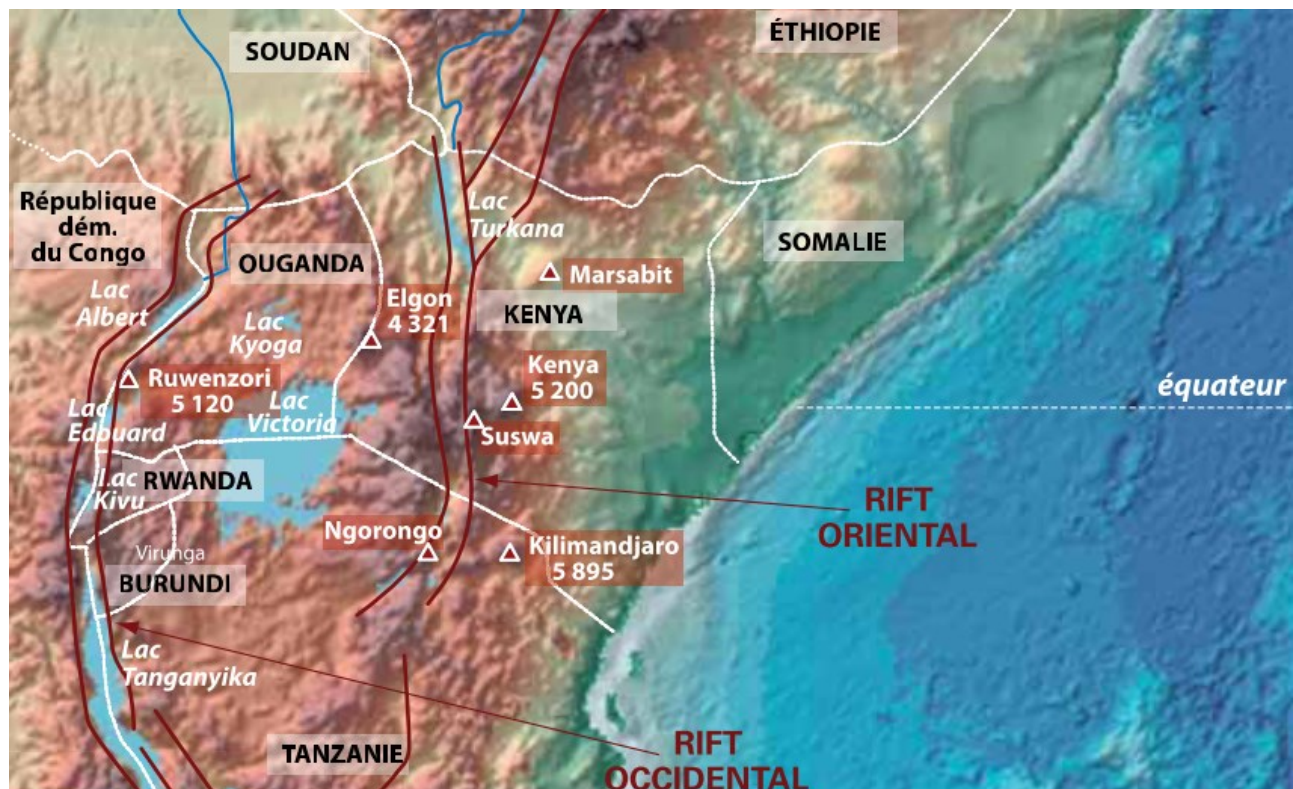 SOUDAN
ÉTHIOPIE
République
dém.
du Congo
Lac
Turkana
SOMALIE
OUGANDA
Marsabit
Lac
Albert
Elgon
4 321
KENYA
Lac
Kyoga
Kenya
5 200
Ruwenzori
5 120
équateur
Lac
Edouard
Lac
Victoria
Suswa
Lac
Kivu
RWANDA
RIFT
ORIENTAL
Ngorongo
Kilimandjaro
5 895
Virunga
BURUNDI
Lac
Tanganyika
RIFT
OCCIDENTAL
TANZANIE